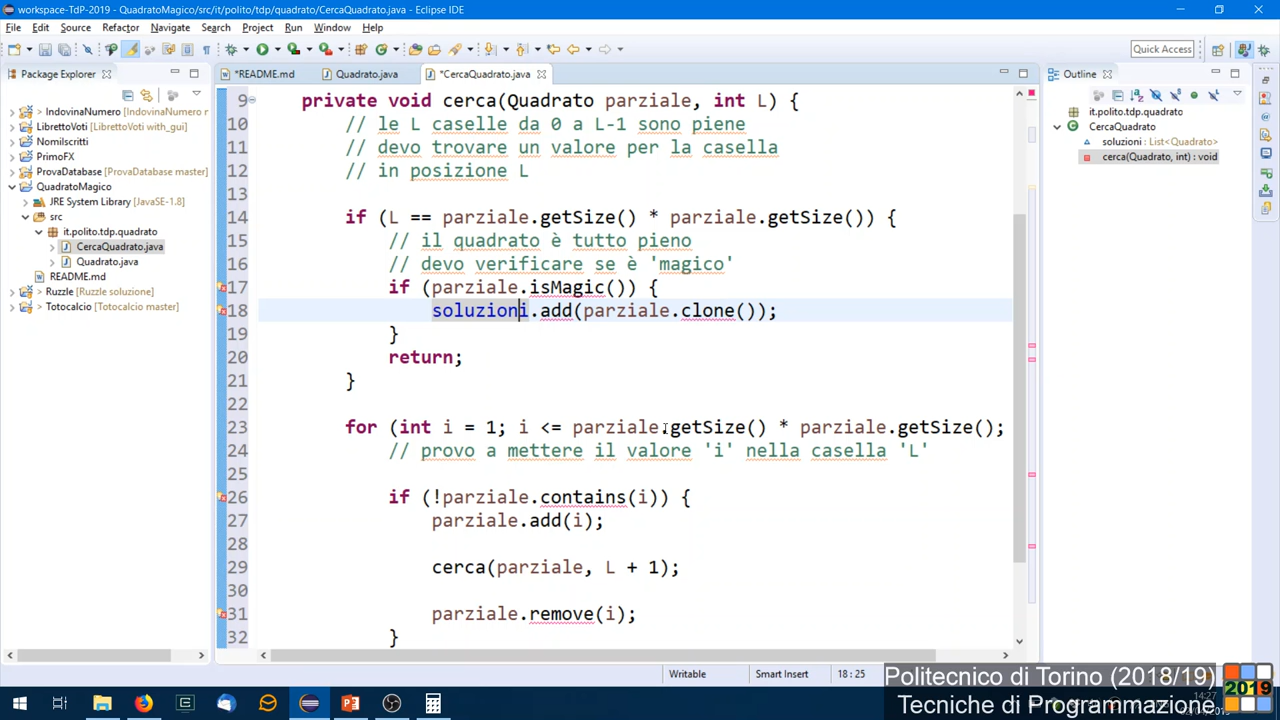 workspace-TdP-2019 - QuadratoMagico/src/it/polito/tdp/quadrato/CercaQuadrato.java - Eclipse IDE
File Edit Source Refactor Navigate Search Project Run Window Help
Quick Access
Package Explorer
*README.md
Quadrato.java
*CercaQuadrato.java
Outline
> IndovinaNumero [IndovinaNumero r
LibrettoVoti [LibrettoVoti with_gui]
NomiIscritti
PrimoFX
ProvaDatabase [ProvaDatabase master]
QuadratoMagico
JRE System Library [JavaSE-1.8]
src
it.polito.tdp.quadrato
CercaQuadrato.java
Quadrato.java
README.md
> Ruzzle [Ruzzle soluzione]
> Totocalcio [Totocalcio master]
9 private void cerca(Quadrato parziale, int L) {
10 // le L caselle da 0 a L-1 sono piene
11 // devo trovare un valore per la casella
12 // in posizione L
13
14 if (L == parziale.getSize() * parziale.getSize()) {
15 // il quadrato è tutto pieno
16 // devo verificare se è 'magico'
17 if (parziale.isMagic()) {
18 soluzioni.add(parziale.clone());
19 }
20 return;
21 }
22
23 for (int i = 1; i <= parziale.getSize() * parziale.getSize();
24 // provo a mettere il valore 'i' nella casella 'L'
25
26 if (!parziale.contains(i)) {
27 parziale.add(i);
28
29 cerca(parziale, L + 1);
30
31 parziale.remove(i);
32 }
it.polito.tdp.quadrato
CercaQuadrato
soluzioni : List<Quadrato>
cerca(Quadrato, int) : void
Writable
Smart Insert
18 : 25
Politecnico di Torino (2018/19)
Tecniche di Programmazione
2019
14:27